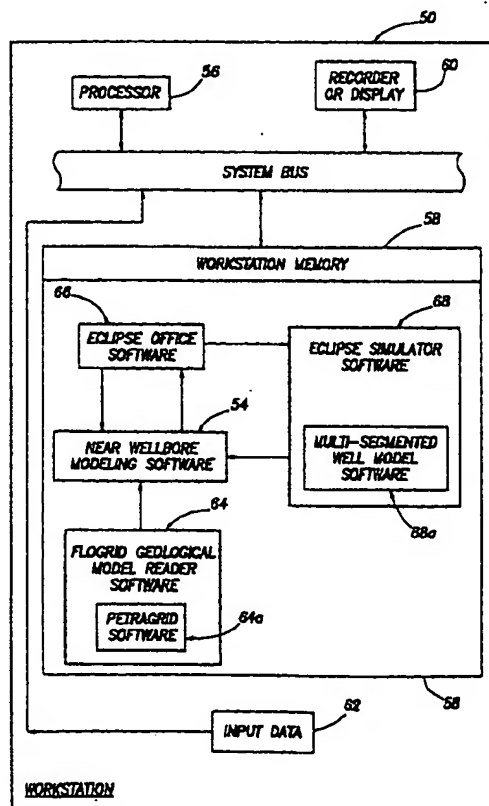 50
56
60
PROCESSOR
RECORDER
OR DISPLAY
SYSTEM BUS
58
WORKSTATION MEMORY
66
68
ECLIPSE OFFICE
SOFTWARE
ECLIPSE SIMULATOR
SOFTWARE
54
NEAR WELLBORE
MODELING SOFTWARE
MULTI-SEGMENTED
WELL MODEL
SOFTWARE
68a
64
FLOGRID GEOLOGICAL
MODEL READER
SOFTWARE
PETRAGRID
SOFTWARE
64a
58
62
INPUT DATA
WORKSTATION